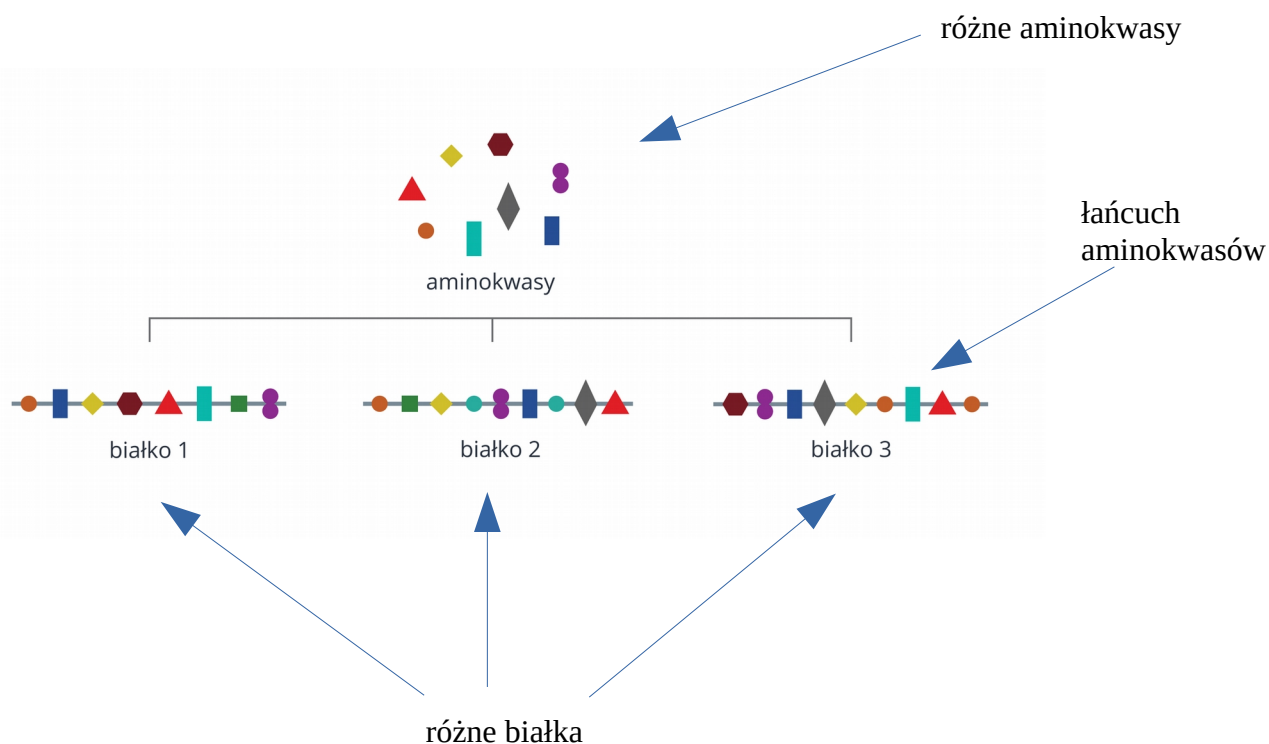 różne aminokwasy
łańcuch
aminokwasów
aminokwasy
białko 1
białko 2
białko 3
różne białka